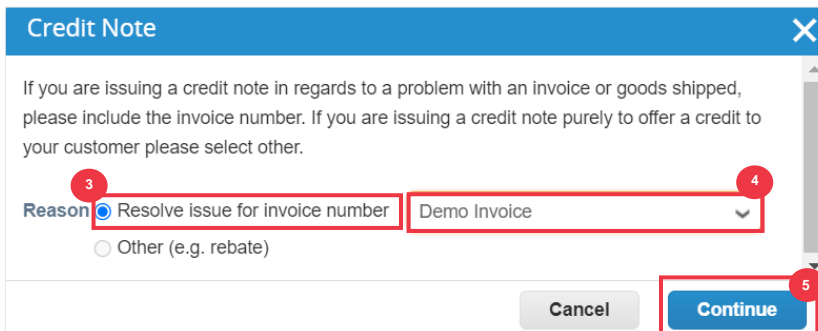 Credit Note
If you are issuing a credit note in regards to a problem with an invoice or goods shipped,
please include the invoice number. If you are issuing a credit note purely to offer a credit to
your customer please select other.
3
4
Reason Resolve issue for invoice number Demo Invoice
Other (e.g. rebate)
5
Cancel Continue